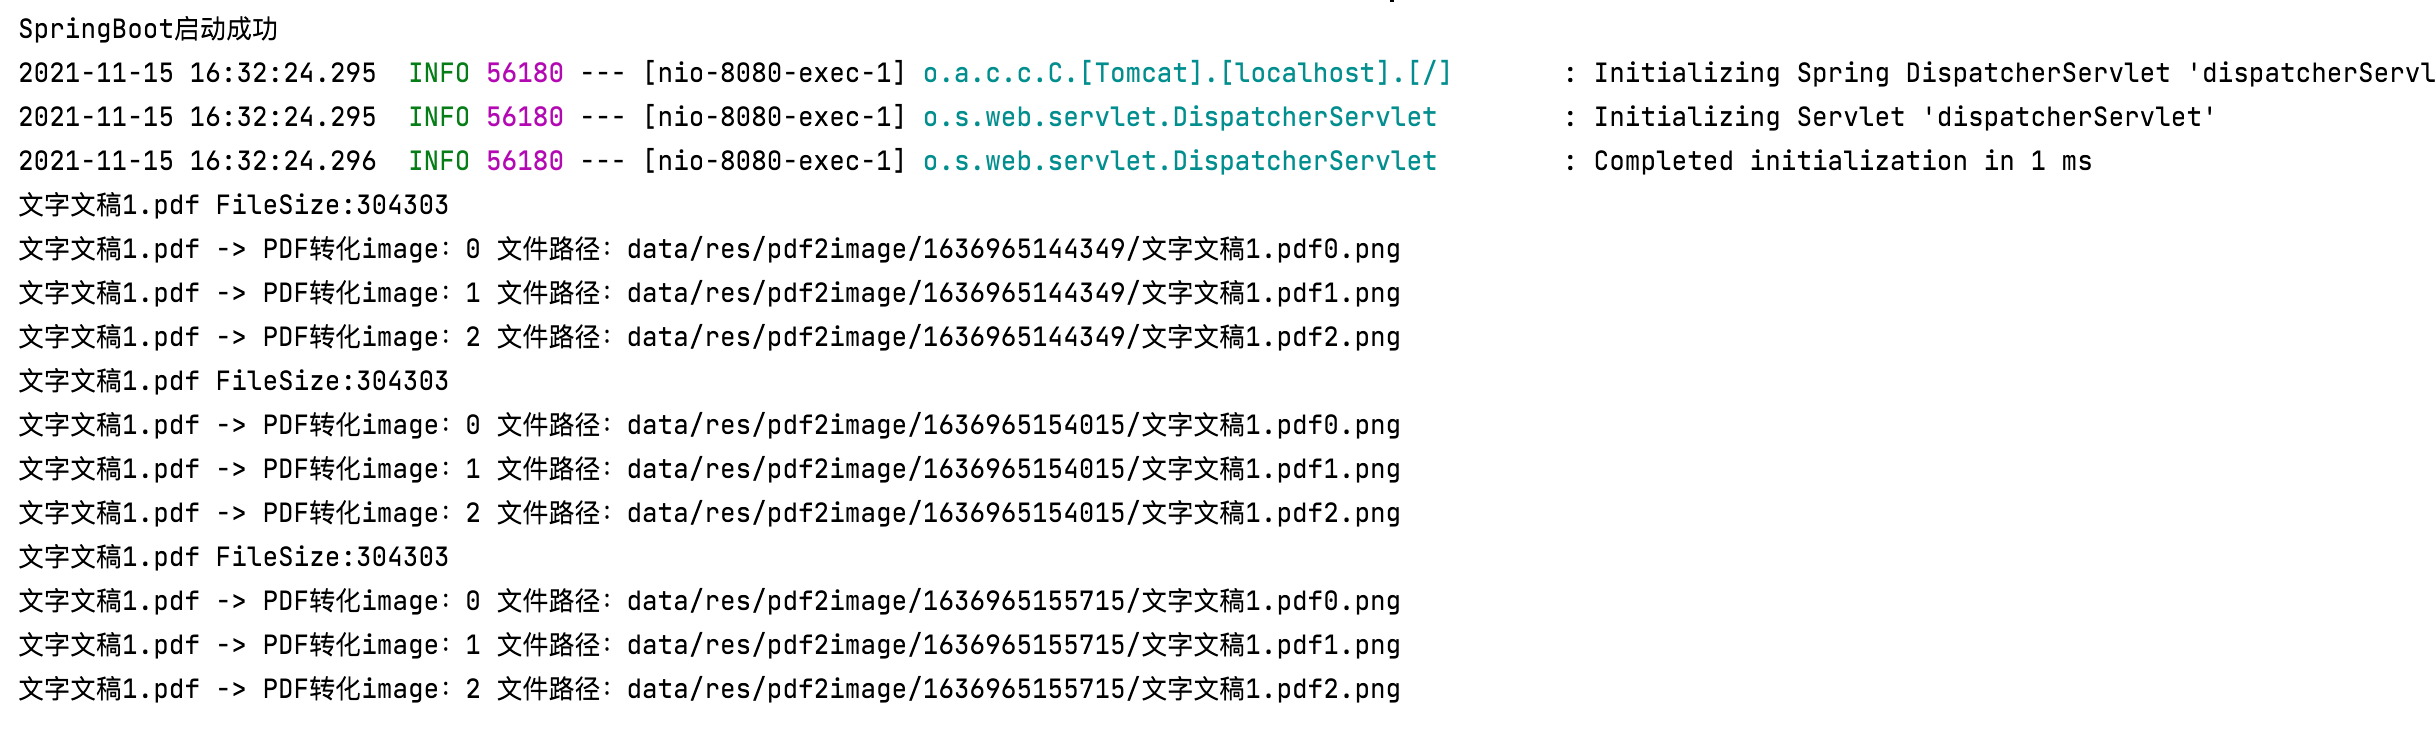 SpringBoot启动成功
2021-11-15 16:32:24.295  INFO 56180 --- [nio-8080-exec-1] o.a.c.c.C.[Tomcat].[localhost].[/]       : Initializing Spring DispatcherServlet 'dispatcherServl
2021-11-15 16:32:24.295  INFO 56180 --- [nio-8080-exec-1] o.s.web.servlet.DispatcherServlet        : Initializing Servlet 'dispatcherServlet'
2021-11-15 16:32:24.296  INFO 56180 --- [nio-8080-exec-1] o.s.web.servlet.DispatcherServlet        : Completed initialization in 1 ms
文字文稿1.pdf FileSize:304303
文字文稿1.pdf -> PDF转化image：0 文件路径：data/res/pdf2image/1636965144349/文字文稿1.pdf0.png
文字文稿1.pdf -> PDF转化image：1 文件路径：data/res/pdf2image/1636965144349/文字文稿1.pdf1.png
文字文稿1.pdf -> PDF转化image：2 文件路径：data/res/pdf2image/1636965144349/文字文稿1.pdf2.png
文字文稿1.pdf FileSize:304303
文字文稿1.pdf -> PDF转化image：0 文件路径：data/res/pdf2image/1636965154015/文字文稿1.pdf0.png
文字文稿1.pdf -> PDF转化image：1 文件路径：data/res/pdf2image/1636965154015/文字文稿1.pdf1.png
文字文稿1.pdf -> PDF转化image：2 文件路径：data/res/pdf2image/1636965154015/文字文稿1.pdf2.png
文字文稿1.pdf FileSize:304303
文字文稿1.pdf -> PDF转化image：0 文件路径：data/res/pdf2image/1636965155715/文字文稿1.pdf0.png
文字文稿1.pdf -> PDF转化image：1 文件路径：data/res/pdf2image/1636965155715/文字文稿1.pdf1.png
文字文稿1.pdf -> PDF转化image：2 文件路径：data/res/pdf2image/1636965155715/文字文稿1.pdf2.png